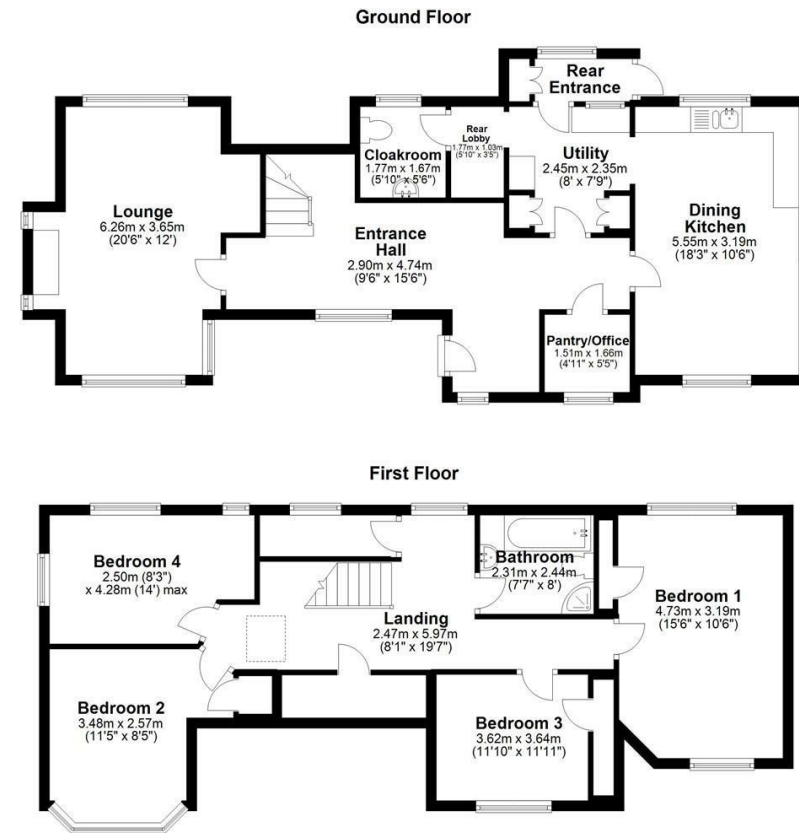 Ground Floor
Rear
Entrance
Rear
Lobby
1.77m x 1.03m
(5'10" x 3'5")
Cloakroom
1.77m x 1.67m
(5'10" x 5'6")
Utility
2.45m x 2.35m
(8' x 7'9")
Lounge
6.26m x 3.65m
(20'6" x 12')
Entrance
Hall
2.90m x 4.74m
(9'6" x 15'6")
Dining
Kitchen
5.55m x 3.19m
(18'3" x 10'6")
Pantry/Office
1.51m x 1.66m
(4'11" x 5'5")
First Floor
Bedroom 4
2.50m (8'3")
x 4.28m (14') max
Bathroom
2.31m x 2.44m
(7'7" x 8')
Bedroom 1
4.73m x 3.19m
(15'6" x 10'6")
Landing
2.47m x 5.97m
(8'1" x 19'7")
Bedroom 2
3.48m x 2.57m
(11'5" x 8'5")
Bedroom 3
3.62m x 3.64m
(11'10" x 11'11")